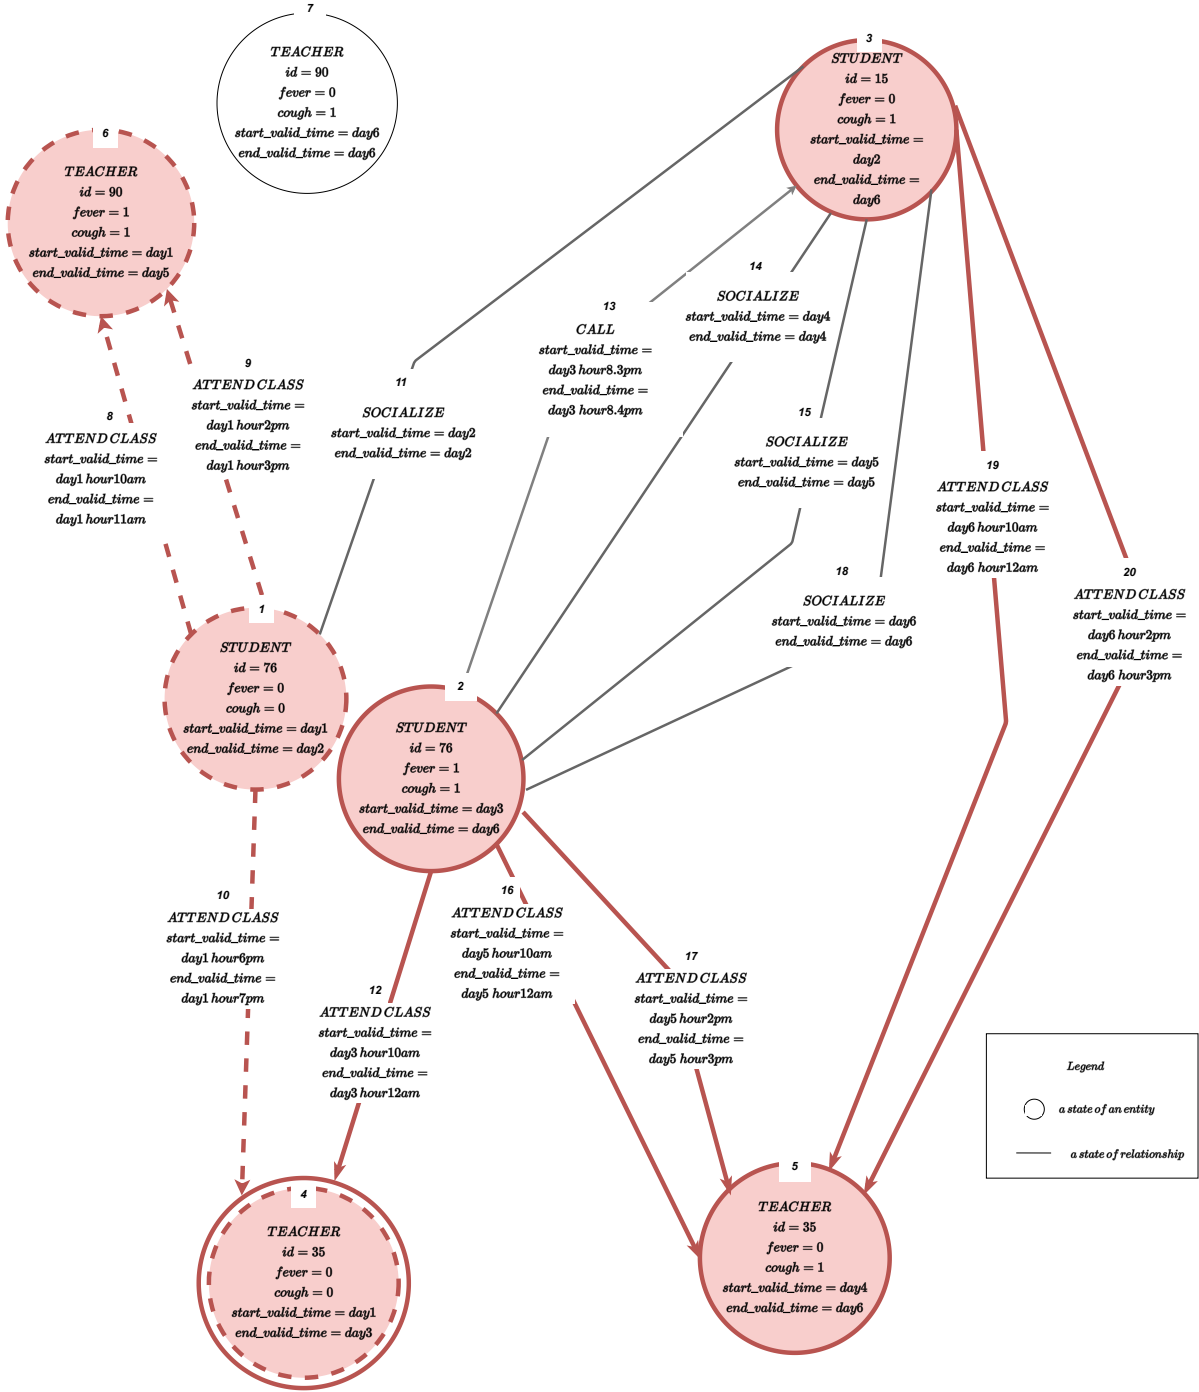 7
TEACHER
id = 90
fever = 0
cough = 1
start_valid_time = day6
end_valid_time = day6
3
STUDENT
id = 15
fever = 0
cough = 1
start_valid_time =
day2
end_valid_time =
day6
6
TEACHER
id = 90
fever = 1
cough = 1
start_valid_time = day1
end_valid_time = day5
14
SOCIALIZE
start_valid_time = day4
end_valid_time = day4
13
CALL
start_valid_time =
day3 hour8.3pm
end_valid_time =
day3 hour8.4pm
9
ATTEND CLASS
start_valid_time =
day1 hour2pm
end_valid_time =
day1 hour3pm
11
SOCIALIZE
start_valid_time = day2
end_valid_time = day2
8
ATTEND CLASS
start_valid_time =
day1 hour10am
end_valid_time =
day1 hour11am
15
SOCIALIZE
start_valid_time = day5
end_valid_time = day5
19
ATTEND CLASS
start_valid_time =
day6 hour10am
end_valid_time =
day6 hour12am
18
SOCIALIZE
start_valid_time = day6
end_valid_time = day6
20
ATTEND CLASS
start_valid_time =
day6 hour2pm
end_valid_time =
day6 hour3pm
1
STUDENT
id = 76
fever = 0
cough = 0
start_valid_time = day1
end_valid_time = day2
2
STUDENT
id = 76
fever = 1
cough = 1
start_valid_time = day3
end_valid_time = day6
10
ATTEND CLASS
start_valid_time =
day1 hour6pm
end_valid_time =
day1 hour7pm
16
ATTEND CLASS
start_valid_time =
day5 hour10am
end_valid_time =
day5 hour12am
17
ATTEND CLASS
start_valid_time =
day5 hour2pm
end_valid_time =
day5 hour3pm
12
ATTEND CLASS
start_valid_time =
day3 hour10am
end_valid_time =
day3 hour12am
Legend
a state of an entity
a state of relationship
4
TEACHER
id = 35
fever = 0
cough = 0
start_valid_time = day1
end_valid_time = day3
5
TEACHER
id = 35
fever = 0
cough = 1
start_valid_time = day4
end_valid_time = day6